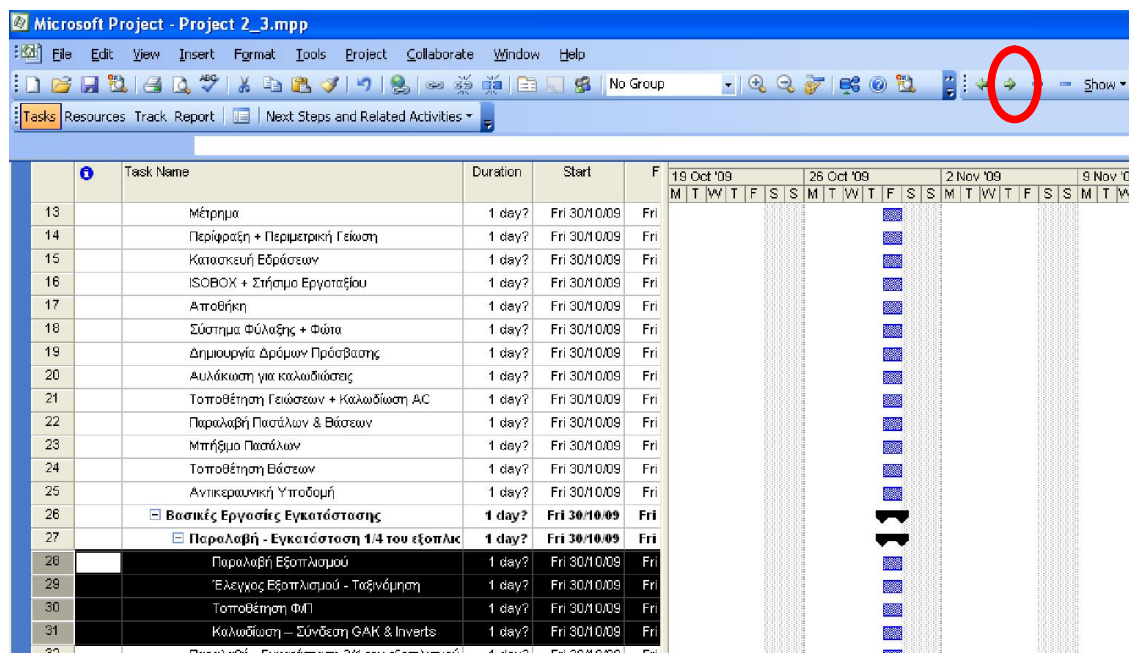 Microsoft Project - Project 2_3.mpp
File Edit View Insert Format Tools Project Collaborate Window Help
No Group Show
Tasks Resources Track Report Next Steps and Related Activities
Task Name Duration Start F 19 Oct '09 26 Oct '09 2 Nov '09 9 Nov '0
M T W T F S S M T W T F S S M T W T F S S M T W
13 Μέτρημα 1 day? Fri 30/10/09 Fri
14 Περίφραξη + Περιμετρική Γείωση 1 day? Fri 30/10/09 Fri
15 Κατασκευή Εδράσεων 1 day? Fri 30/10/09 Fri
16 ISOBOX + Στήσιμο Εργοταξίου 1 day? Fri 30/10/09 Fri
17 Αποθήκη 1 day? Fri 30/10/09 Fri
18 Σύστημα Φύλαξης + Φώτα 1 day? Fri 30/10/09 Fri
19 Δημιουργία Δρόμων Πρόσβασης 1 day? Fri 30/10/09 Fri
20 Αυλάκωση για καλωδιώσεις 1 day? Fri 30/10/09 Fri
21 Τοποθέτηση Γειώσεων + Καλωδίωση AC 1 day? Fri 30/10/09 Fri
22 Παραλαβή Πασάλων & Βάσεων 1 day? Fri 30/10/09 Fri
23 Μπήξιμο Πασάλων 1 day? Fri 30/10/09 Fri
24 Τοποθέτηση Βάσεων 1 day? Fri 30/10/09 Fri
25 Αντικεραυνική Υποδομή 1 day? Fri 30/10/09 Fri
26 Βασικές Εργασίες Εγκατάστασης 1 day? Fri 30/10/09 Fri
27 Παραλαβή - Εγκατάσταση 1/4 του εξοπλις 1 day? Fri 30/10/09 Fri
28 Παραλαβή Εξοπλισμού 1 day? Fri 30/10/09 Fri
29 Έλεγχος Εξοπλισμού - Ταξινόμηση 1 day? Fri 30/10/09 Fri
30 Τοποθέτηση Φ/Π 1 day? Fri 30/10/09 Fri
31 Καλωδίωση – Σύνδεση GAK & Inverts 1 day? Fri 30/10/09 Fri